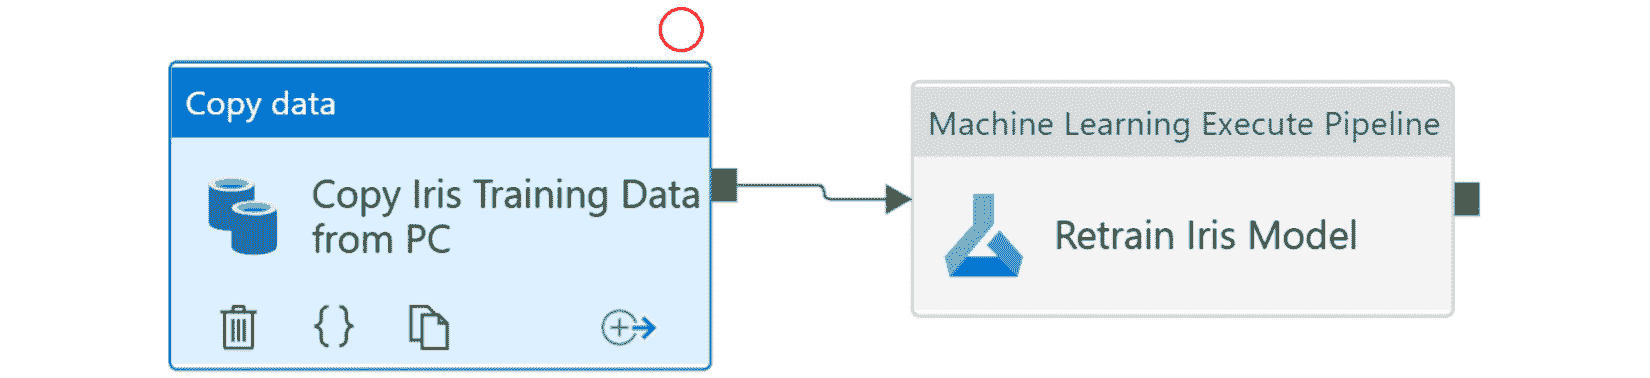 Copy data
Copy Iris Training Data
from PC
{}
Machine Learning Execute Pipeline
Retrain Iris Model